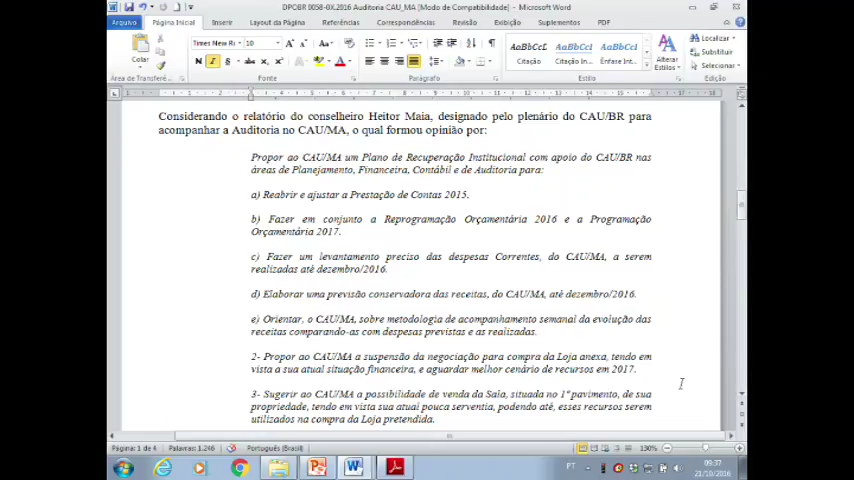 DPOBR 0058-0X.2016 Auditoria CAU_MA [Modo de Compatibilidade] - Microsoft Word
Arquivo Página Inicial Inserir Layout da Página Referências Correspondências Revisão Exibição Suplementos PDF
Times New Ro 10
Colar
AaBbCcL AaBbCcI AaBbCcI
Citação Citação In... Ênfase Int...
Alterar Estilos
Localizar
Substituir
Selecionar
Área de Transferê... Fonte Parágrafo Estilo Edição
Considerando o relatório do conselheiro Heitor Maia, designado pelo plenário do CAU/BR para
acompanhar a Auditoria no CAU/MA, o qual formou opinião por:
Propor ao CAU/MA um Plano de Recuperação Institucional com apoio do CAU/BR nas
áreas de Planejamento, Financeira, Contábil e de Auditoria para:
a) Reabrir e ajustar a Prestação de Contas 2015.
b) Fazer em conjunto a Reprogramação Orçamentária 2016 e a Programação
Orçamentária 2017.
c) Fazer um levantamento preciso das despesas Correntes, do CAU/MA, a serem
realizadas até dezembro/2016.
d) Elaborar uma previsão conservadora das receitas, do CAU/MA, até dezembro/2016.
e) Orientar, o CAU/MA, sobre metodologia de acompanhamento semanal da evolução das
receitas comparando-as com despesas previstas e as realizadas.
2- Propor ao CAU/MA a suspensão da negociação para compra da Loja anexa, tendo em
vista a sua atual situação financeira, e aguardar melhor cenário de recursos em 2017.
3- Sugerir ao CAU/MA a possibilidade de venda da Sala, situada no 1º pavimento, de sua
propriedade, tendo em vista sua atual pouca serventia, podendo até, esses recursos serem
utilizados na compra da Loja pretendida.
Página: 1 de 4 Palavras: 1.246 Português (Brasil) 130%
PT 09:37
21/10/2016